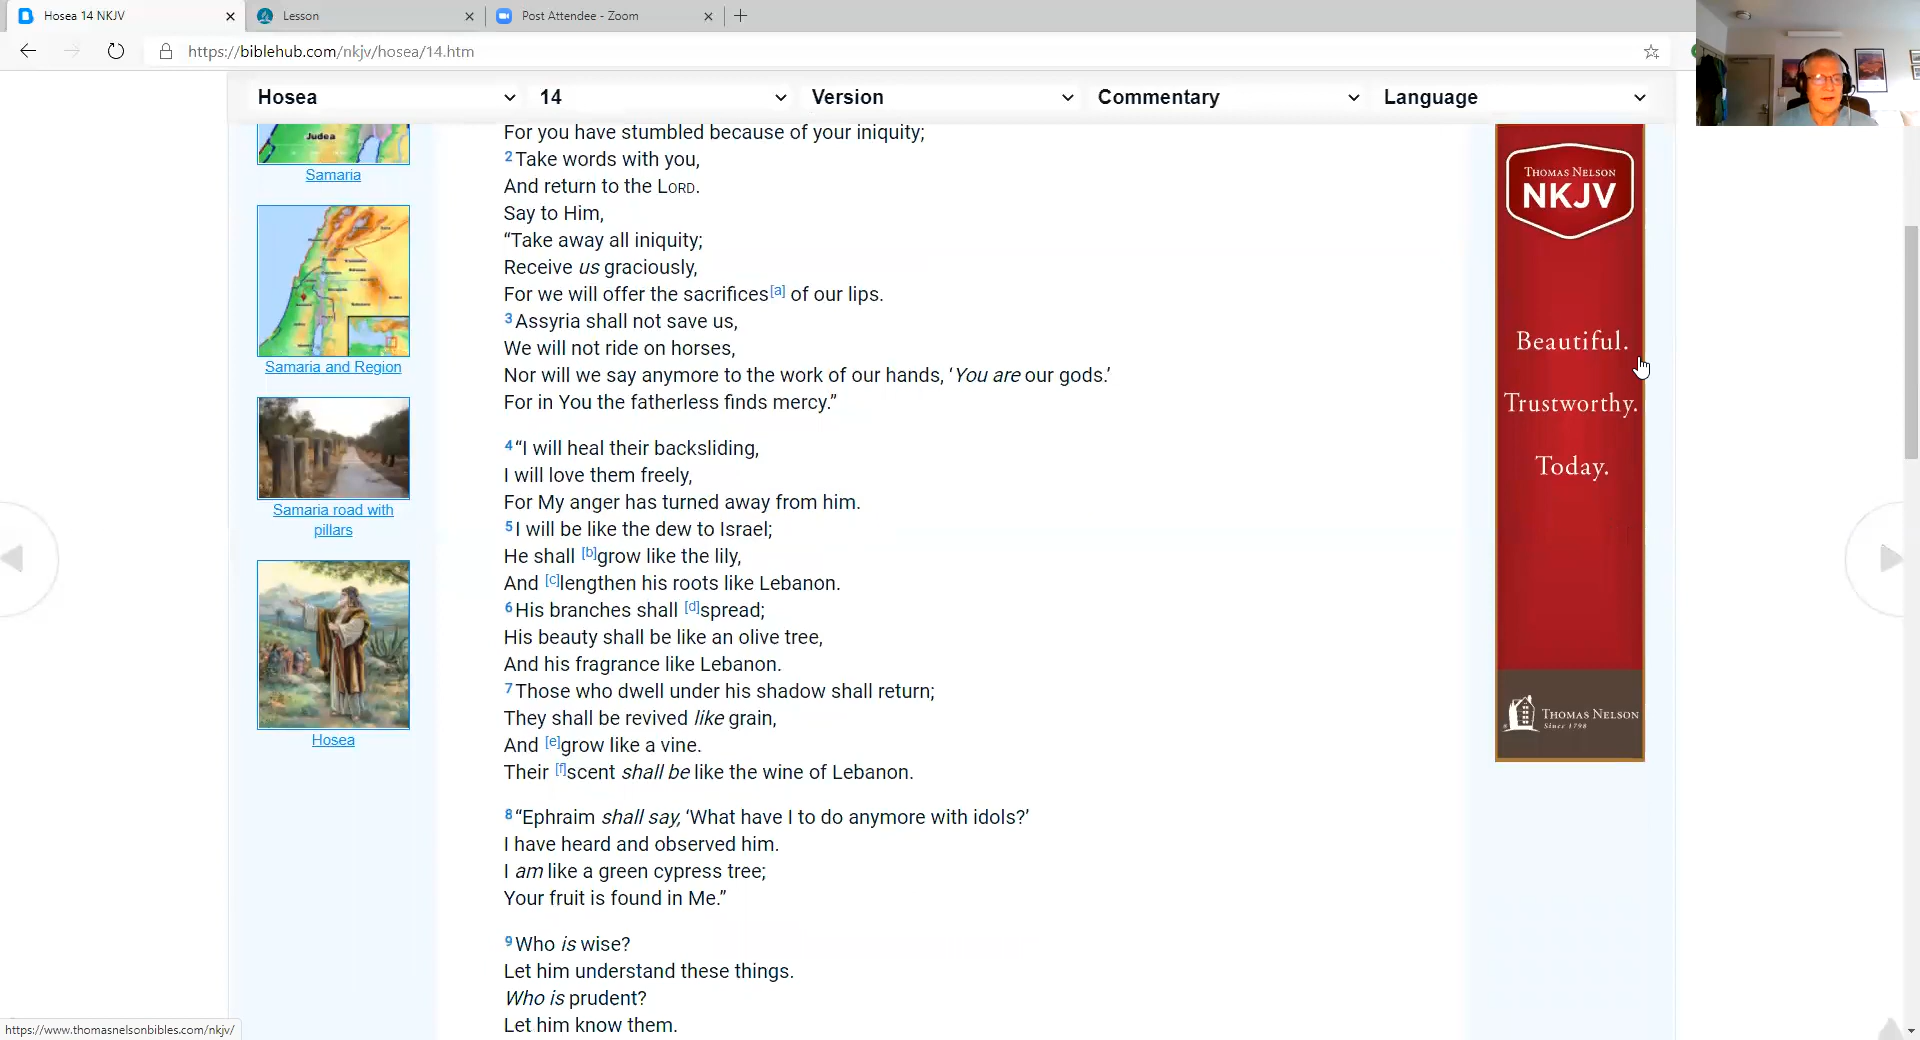 Hosea 14 NKJV
Lesson
Post Attendee - Zoom
https://biblehub.com/nkjv/hosea/14.htm
Hosea
14
Version
Commentary
Language
Judea
Samaria
Samaria and Region
Samaria road with
pillars
Hosea
For you have stumbled because of your iniquity;
2 Take words with you,
And return to the LORD.
Say to Him,
“Take away all iniquity;
Receive us graciously,
For we will offer the sacrifices[a] of our lips.
3 Assyria shall not save us,
We will not ride on horses,
Nor will we say anymore to the work of our hands, ‘You are our gods.’
For in You the fatherless finds mercy.”
4 “I will heal their backsliding,
I will love them freely,
For My anger has turned away from him.
5 I will be like the dew to Israel;
He shall [b]grow like the lily,
And [c]lengthen his roots like Lebanon.
6 His branches shall [d]spread;
His beauty shall be like an olive tree,
And his fragrance like Lebanon.
7 Those who dwell under his shadow shall return;
They shall be revived like grain,
And [e]grow like a vine.
Their [f]scent shall be like the wine of Lebanon.
8 “Ephraim shall say, ‘What have I to do anymore with idols?’
I have heard and observed him.
I am like a green cypress tree;
Your fruit is found in Me.”
9 Who is wise?
Let him understand these things.
Who is prudent?
Let him know them.
THOMAS NELSON
NKJV
Beautiful.
Trustworthy.
Today.
THOMAS NELSON
Since 1798
https://www.thomasnelsonbibles.com/nkjv/